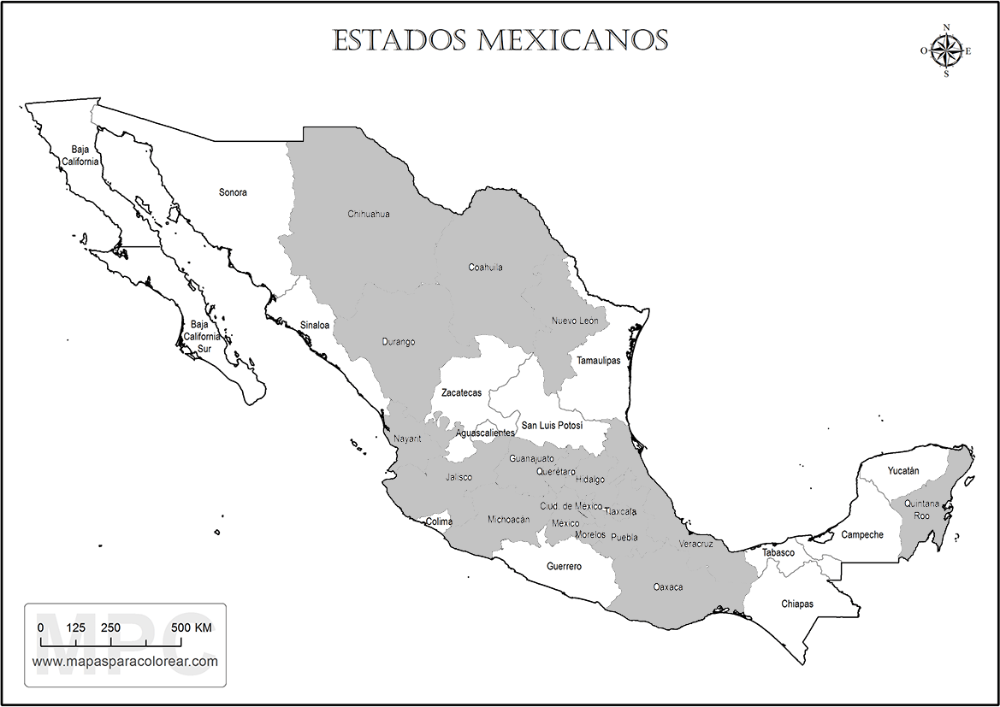 ESTADOS MEXICANOS
N
O
E
S
Baja
California
Sonora
Chihuahua
Coahuila
Nuevo León
Sinaloa
Baja
California
Sur
Durango
Tamaulipas
Zacatecas
San Luis Potosí
Aguascalientes
Nayarit
Guanajuato
Querétaro
Hidalgo
Jalisco
Yucatán
Quintana
Roo
Ciud. de México
Tlaxcala
Colima
Michoacán
México
Morelos
Puebla
Veracruz
Campeche
Tabasco
Guerrero
Oaxaca
Chiapas
MPC
0 125 250 500 KM
www.mapasparacolorear.com